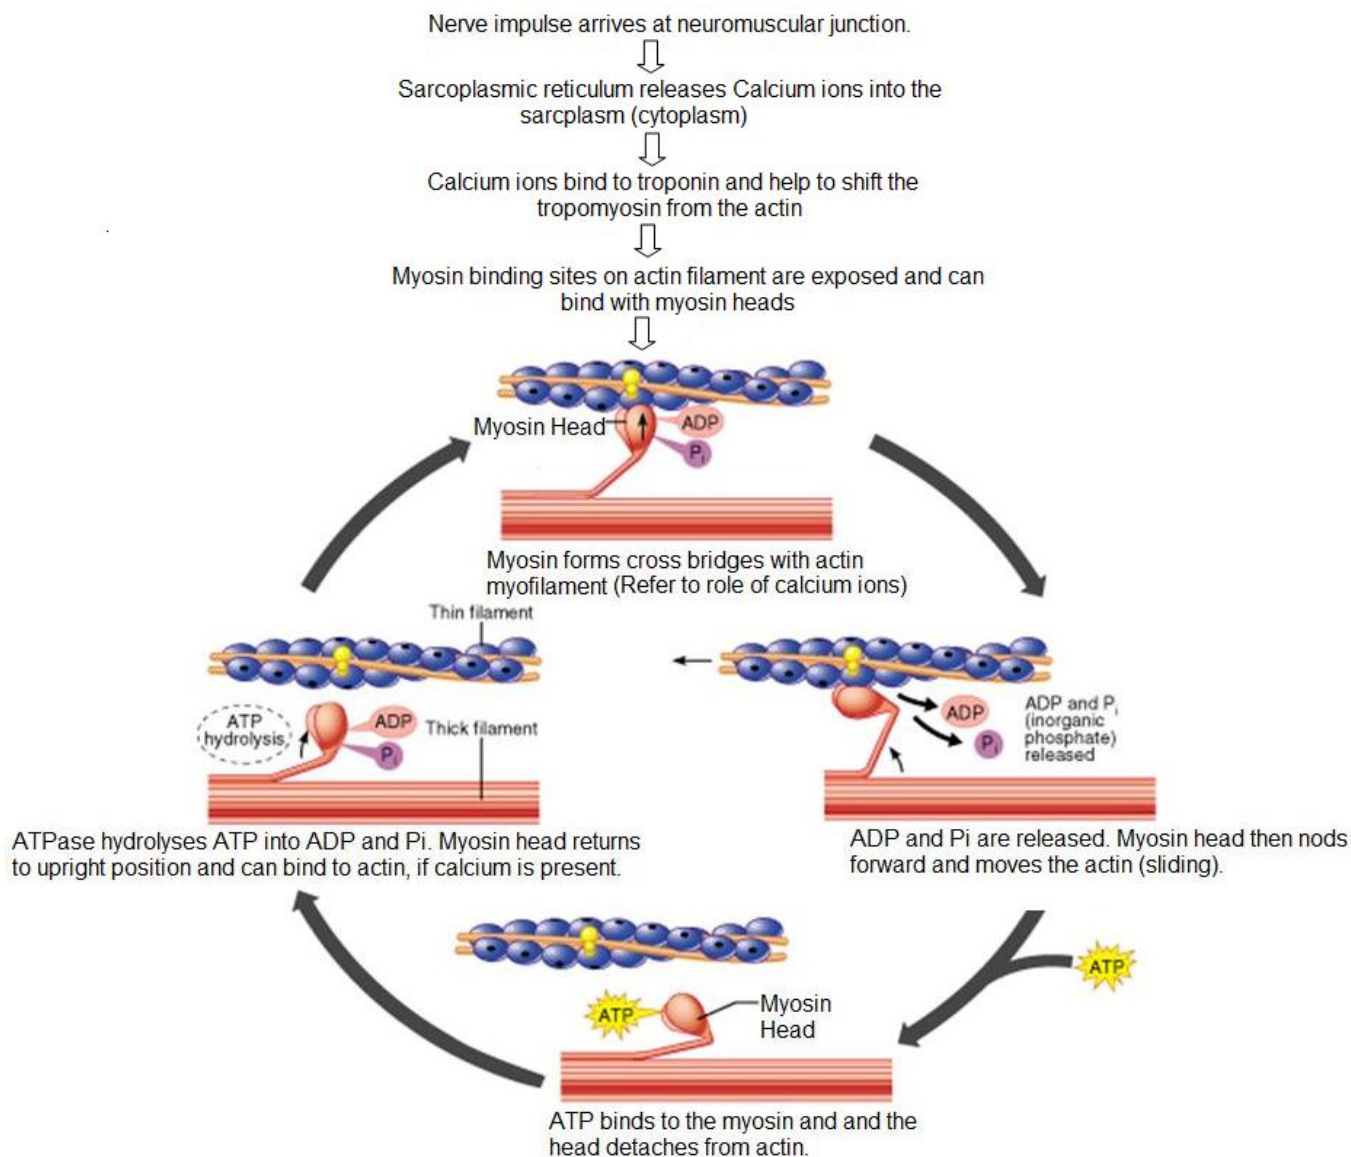 Nerve impulse arrives at neuromuscular junction.
Sarcoplasmic reticulum releases Calcium ions into the
sarcplasm (cytoplasm)
Calcium ions bind to troponin and help to shift the
tropomyosin from the actin
Myosin binding sites on actin filament are exposed and can
bind with myosin heads
Myosin Head
ADP
Pi
Myosin forms cross bridges with actin
myofilament (Refer to role of calcium ions)
Thin filament
ATP
hydrolysis
ADP
Pi
Thick filament
ATPase hydrolyses ATP into ADP and Pi. Myosin head returns
to upright position and can bind to actin, if calcium is present.
ADP
Pi
ADP and Pi
(inorganic
phosphate)
released
ADP and Pi are released. Myosin head then nods
forward and moves the actin (sliding).
ATP
ATP
Myosin
Head
ATP binds to the myosin and and the
head detaches from actin.